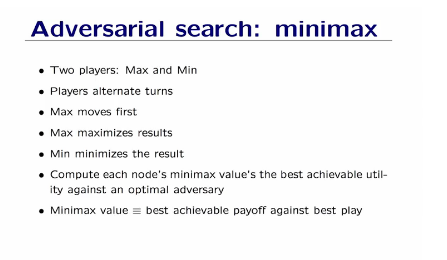 Adversarial search: minimax
• Two players: Max and Min
• Players alternate turns
• Max moves first
• Max maximizes results
• Min minimizes the result
• Compute each node's minimax value's the best achievable util-
ity against an optimal adversary
• Minimax value ≡ best achievable payoff against best play